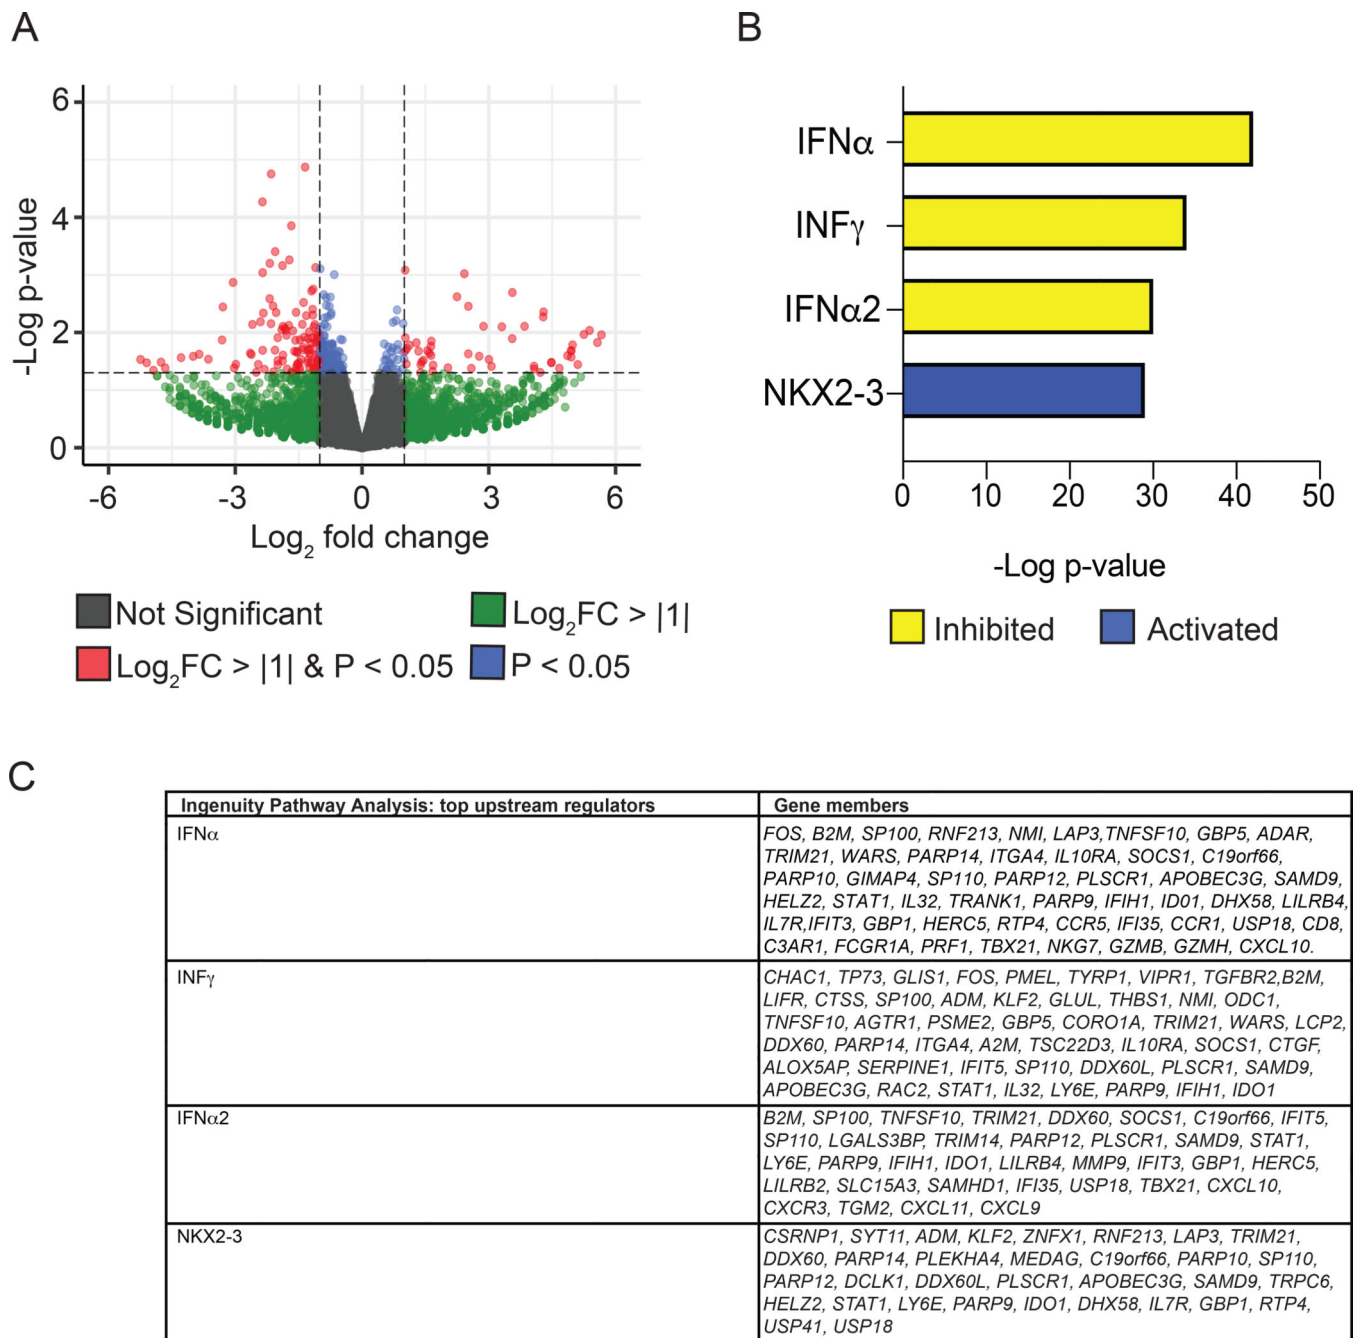 A
B
6
4
2
0
-Log p-value
-6 -3 0 3 6
Log2 fold change
Not Significant
Log2FC > |1|
Log2FC > |1| & P < 0.05
P < 0.05
IFNα
INFγ
IFNα2
NKX2-3
0 10 20 30 40 50
-Log p-value
Inhibited
Activated
C
Ingenuity Pathway Analysis: top upstream regulators
Gene members
IFNα
FOS, B2M, SP100, RNF213, NMI, LAP3,TNFSF10, GBP5, ADAR,
TRIM21, WARS, PARP14, ITGA4, IL10RA, SOCS1, C19orf66,
PARP10, GIMAP4, SP110, PARP12, PLSCR1, APOBEC3G, SAMD9,
HELZ2, STAT1, IL32, TRANK1, PARP9, IFIH1, ID01, DHX58, LILRB4,
IL7R,IFIT3, GBP1, HERC5, RTP4, CCR5, IFI35, CCR1, USP18, CD8,
C3AR1, FCGR1A, PRF1, TBX21, NKG7, GZMB, GZMH, CXCL10.
INFγ
CHAC1, TP73, GLIS1, FOS, PMEL, TYRP1, VIPR1, TGFBR2,B2M,
LIFR, CTSS, SP100, ADM, KLF2, GLUL, THBS1, NMI, ODC1,
TNFSF10, AGTR1, PSME2, GBP5, CORO1A, TRIM21, WARS, LCP2,
DDX60, PARP14, ITGA4, A2M, TSC22D3, IL10RA, SOCS1, CTGF,
ALOX5AP, SERPINE1, IFIT5, SP110, DDX60L, PLSCR1, SAMD9,
APOBEC3G, RAC2, STAT1, IL32, LY6E, PARP9, IFIH1, IDO1
IFNα2
B2M, SP100, TNFSF10, TRIM21, DDX60, SOCS1, C19orf66, IFIT5,
SP110, LGALS3BP, TRIM14, PARP12, PLSCR1, SAMD9, STAT1,
LY6E, PARP9, IFIH1, IDO1, LILRB4, MMP9, IFIT3, GBP1, HERC5,
LILRB2, SLC15A3, SAMHD1, IFI35, USP18, TBX21, CXCL10,
CXCR3, TGM2, CXCL11, CXCL9
NKX2-3
CSRNP1, SYT11, ADM, KLF2, ZNFX1, RNF213, LAP3, TRIM21,
DDX60, PARP14, PLEKHA4, MEDAG, C19orf66, PARP10, SP110,
PARP12, DCLK1, DDX60L, PLSCR1, APOBEC3G, SAMD9, TRPC6,
HELZ2, STAT1, LY6E, PARP9, IDO1, DHX58, IL7R, GBP1, RTP4,
USP41, USP18